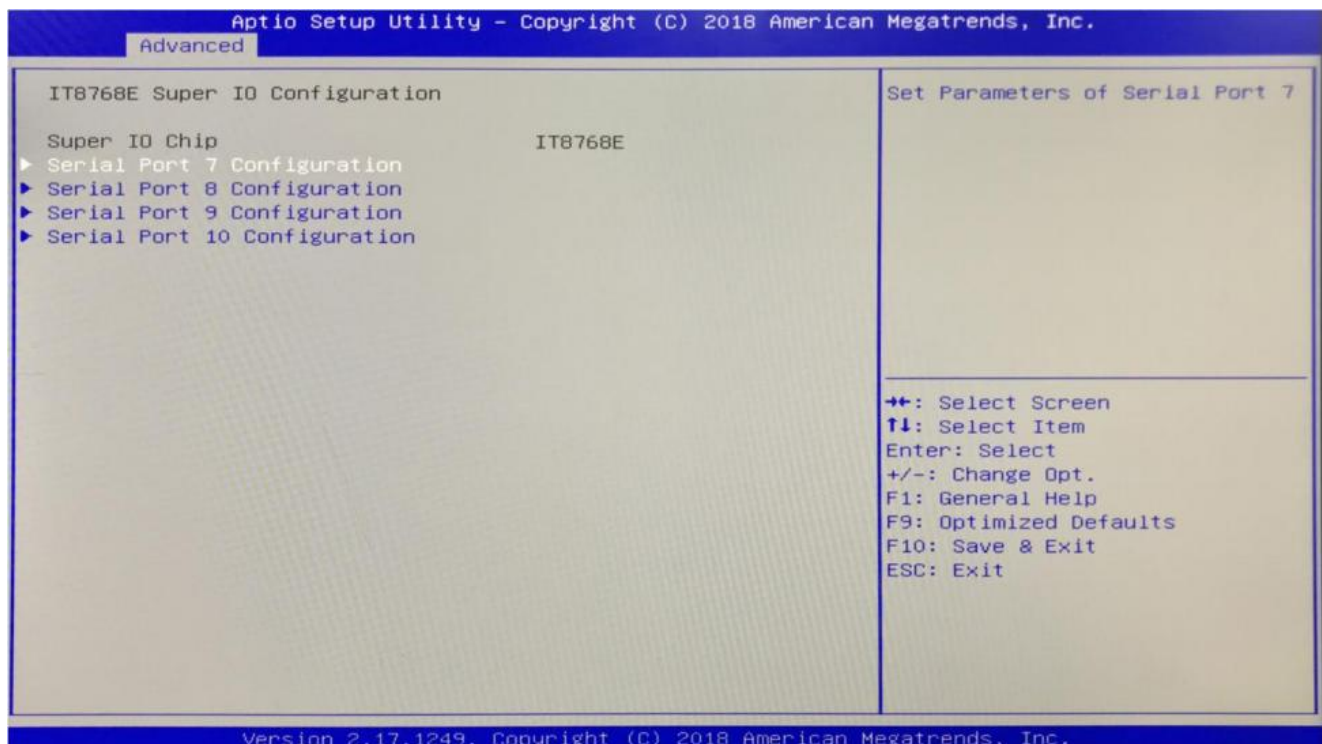 Aptio Setup Utility – Copyright (C) 2018 American Megatrends, Inc.
Advanced
IT8768E Super IO Configuration
Super IO Chip IT8768E
▶ Serial Port 7 Configuration
▶ Serial Port 8 Configuration
▶ Serial Port 9 Configuration
▶ Serial Port 10 Configuration
Set Parameters of Serial Port 7
→←: Select Screen
↑↓: Select Item
Enter: Select
+/-: Change Opt.
F1: General Help
F9: Optimized Defaults
F10: Save & Exit
ESC: Exit
Version 2.17.1249. Copyright (C) 2018 American Megatrends, Inc.